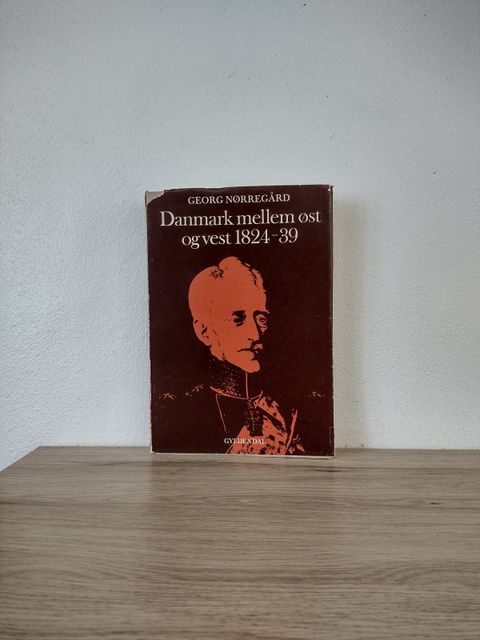 GEORG NØRREGÅRD
Danmark mellem øst
og vest 1824-39
GYLDENDAL